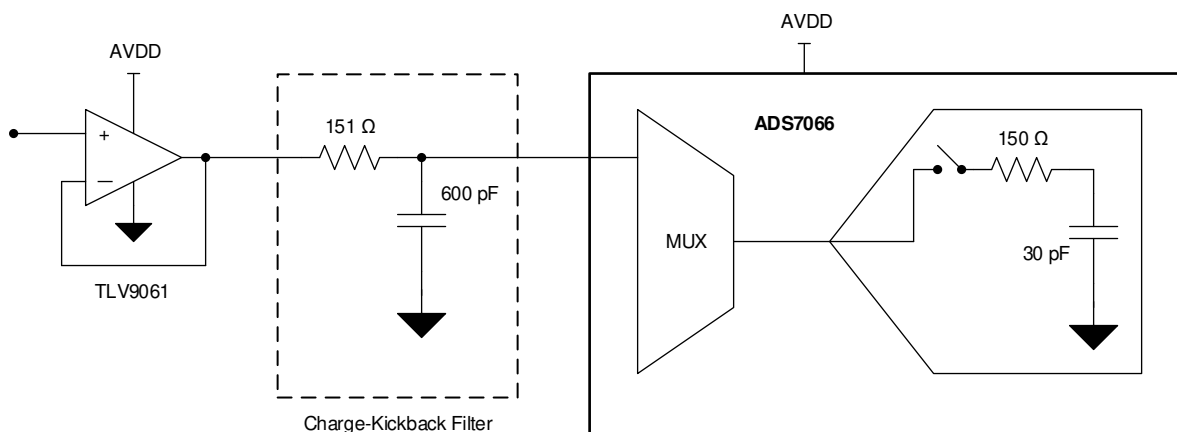 AVDD
AVDD
151 Ω
ADS7066
150 Ω
+
−
600 pF
MUX
30 pF
TLV9061
Charge-Kickback Filter